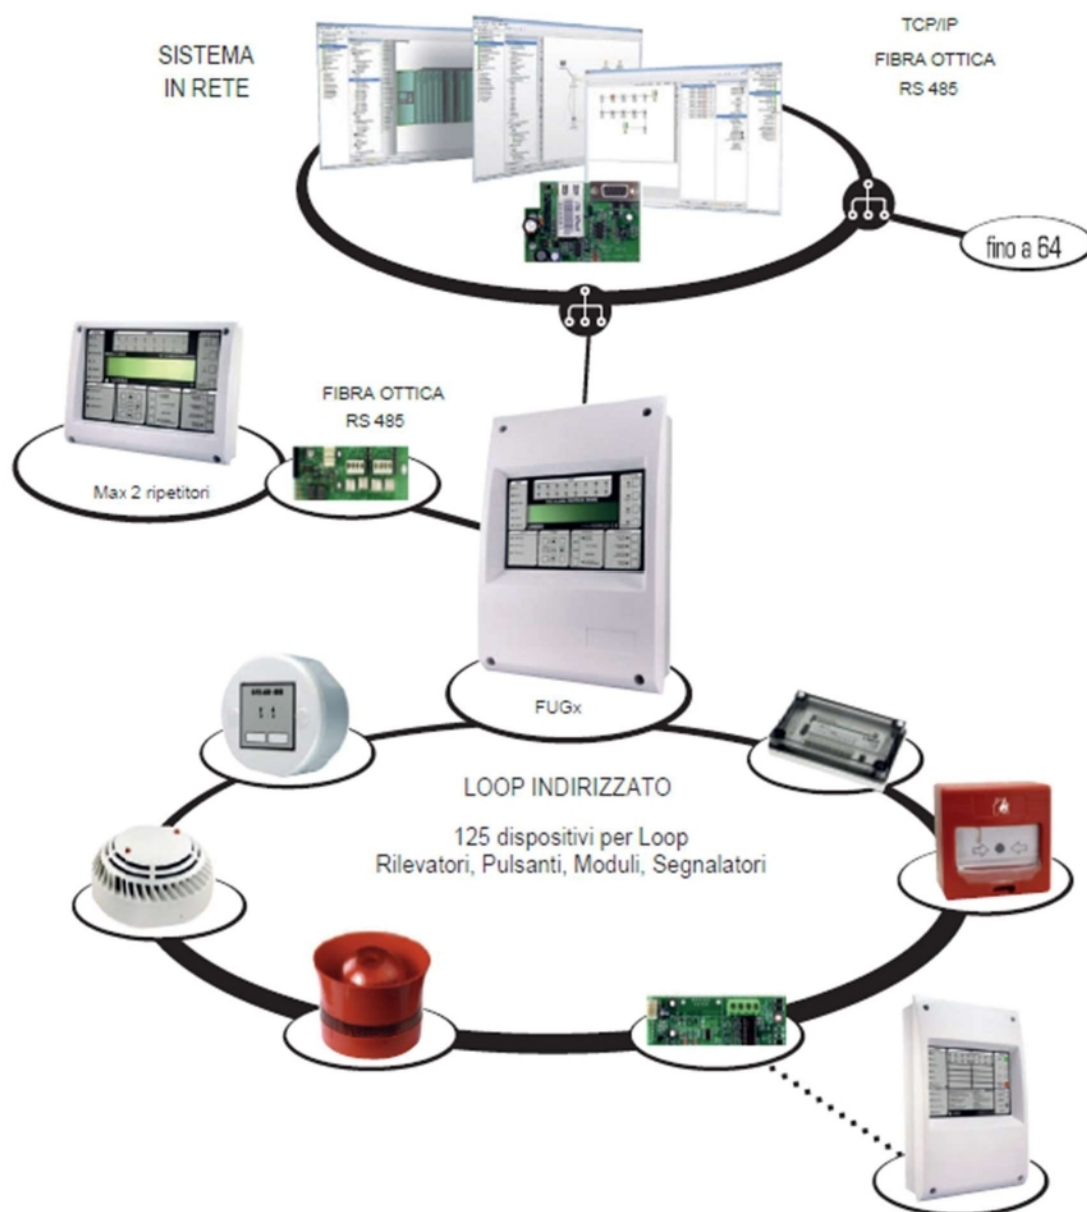 SISTEMA
IN RETE
TCP/IP
FIBRA OTTICA
RS 485
fino a 64
FIBRA OTTICA
RS 485
Max 2 ripetitori
FUGx
LOOP INDIRIZZATO
125 dispositivi per Loop
Rilevatori, Pulsanti, Moduli, Segnalatori